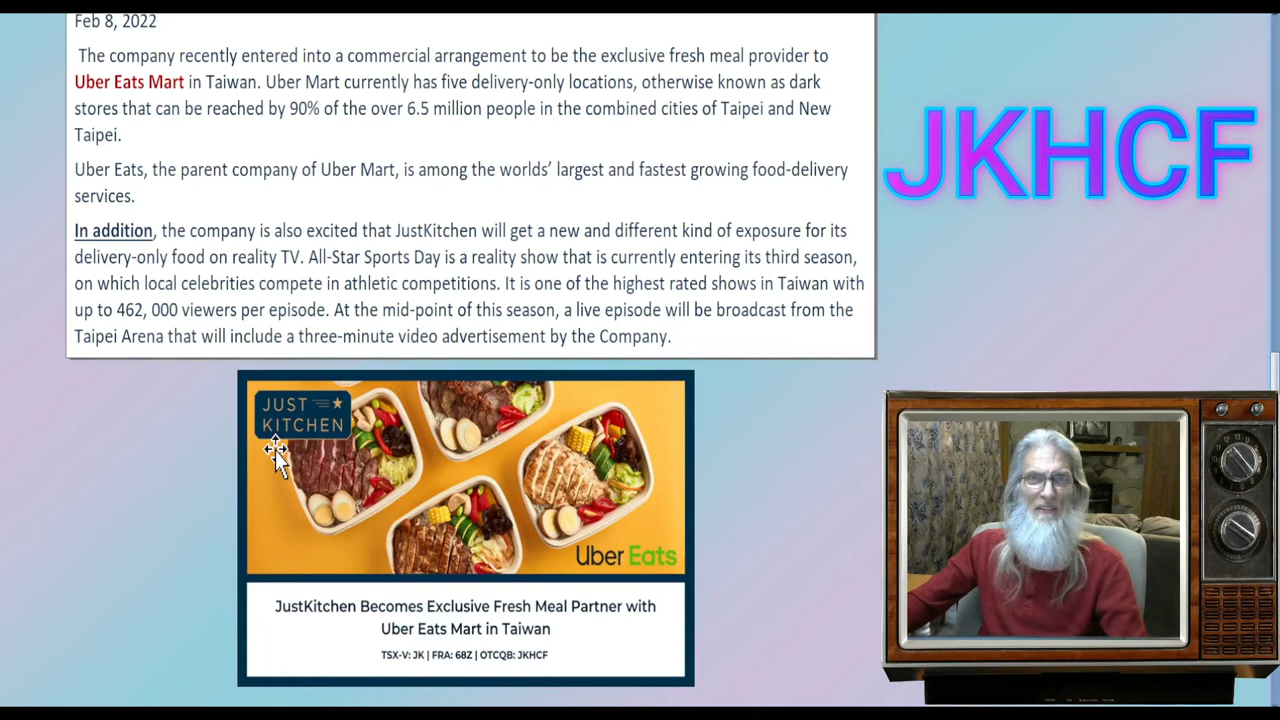 Feb 8, 2022
The company recently entered into a commercial arrangement to be the exclusive fresh meal provider to
Uber Eats Mart in Taiwan. Uber Mart currently has five delivery-only locations, otherwise known as dark
stores that can be reached by 90% of the over 6.5 million people in the combined cities of Taipei and New
Taipei.
Uber Eats, the parent company of Uber Mart, is among the worlds’ largest and fastest growing food-delivery
services.
In addition, the company is also excited that JustKitchen will get a new and different kind of exposure for its
delivery-only food on reality TV. All-Star Sports Day is a reality show that is currently entering its third season,
on which local celebrities compete in athletic competitions. It is one of the highest rated shows in Taiwan with
up to 462, 000 viewers per episode. At the mid-point of this season, a live episode will be broadcast from the
Taipei Arena that will include a three-minute video advertisement by the Company.
JKHCF
JUST
KITCHEN
Uber Eats
JustKitchen Becomes Exclusive Fresh Meal Partner with
Uber Eats Mart in Taiwan
TSX-V: JK | FRA: 68Z | OTCQB: JKHCF